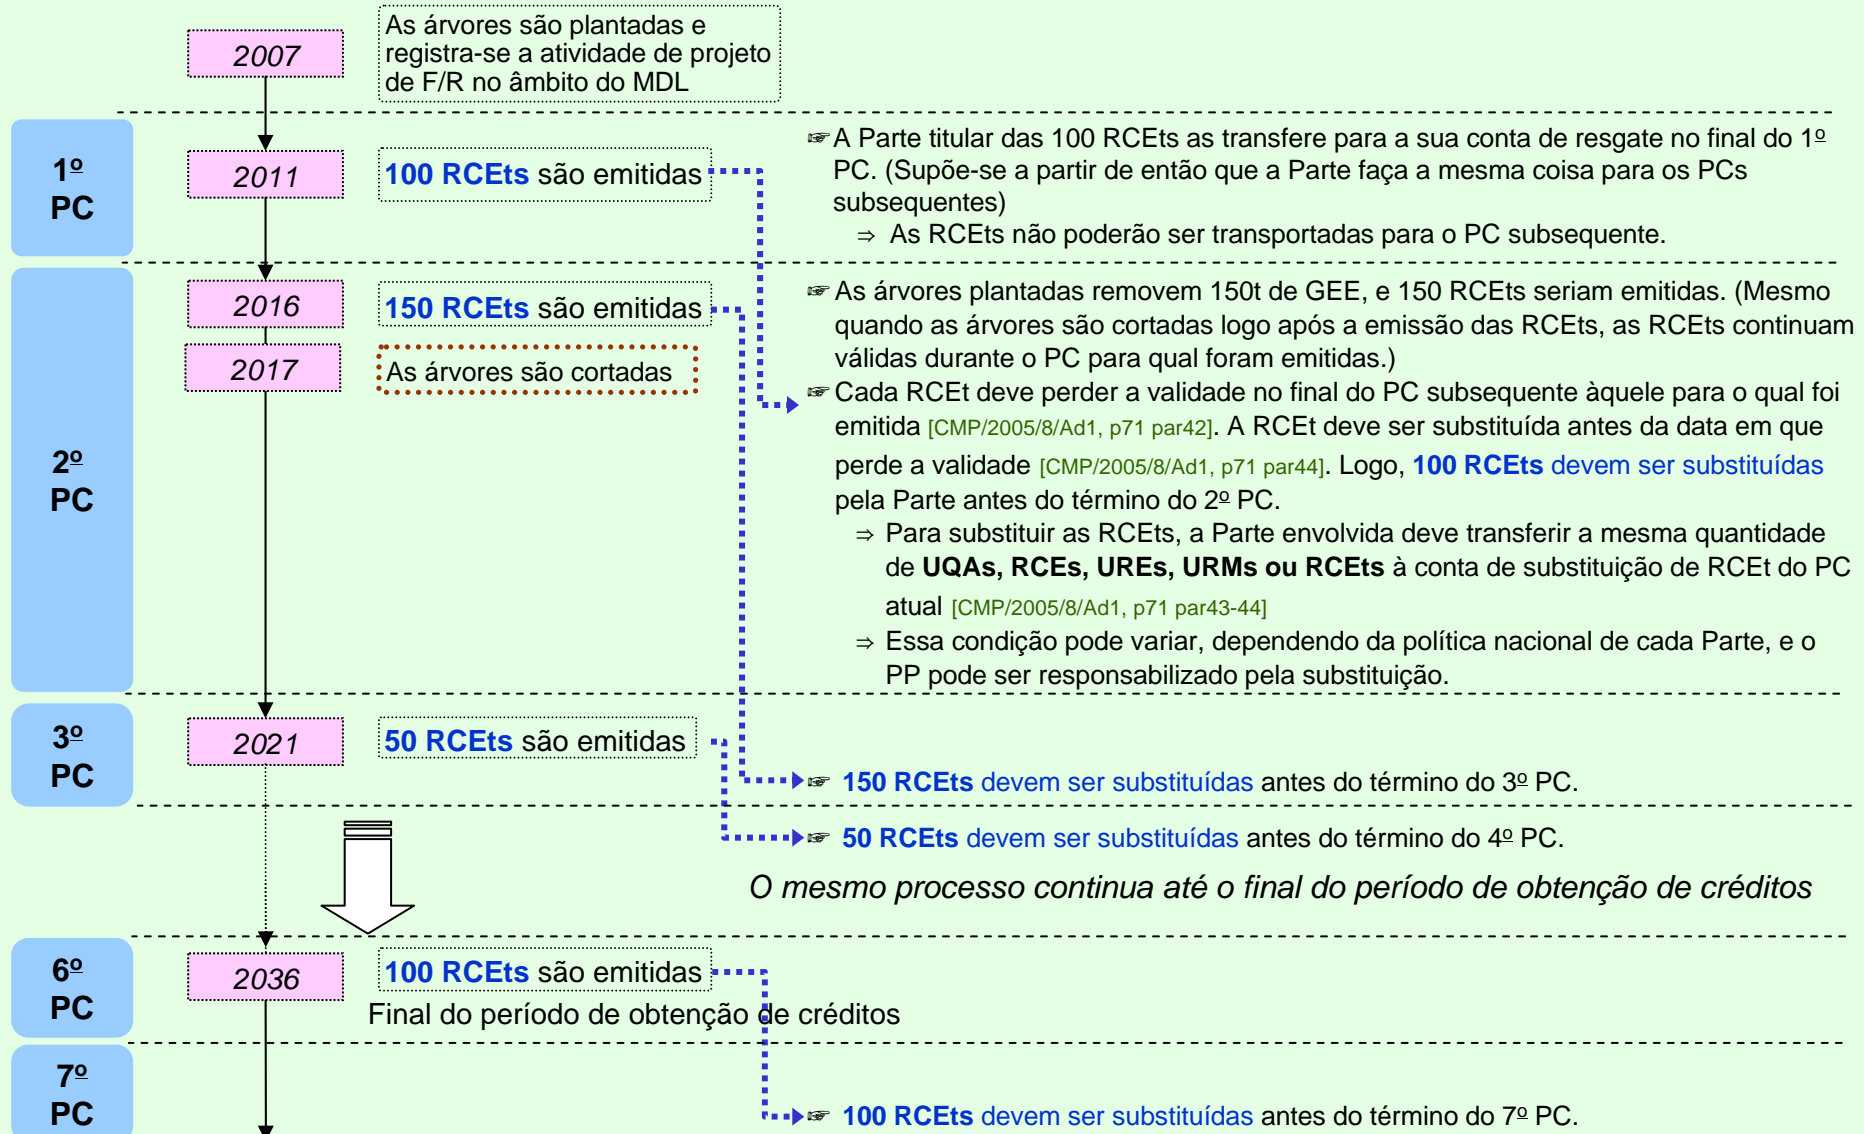 2007
As árvores são plantadas e
registra-se a atividade de projeto
de F/R no âmbito do MDL
1º
PC
2011
100 RCEts são emitidas
☞A Parte titular das 100 RCEts as transfere para a sua conta de resgate no final do 1º
PC. (Supõe-se a partir de então que a Parte faça a mesma coisa para os PCs
subsequentes)
⇒ As RCEts não poderão ser transportadas para o PC subsequente.
2º
PC
2016
150 RCEts são emitidas
2017
As árvores são cortadas
☞As árvores plantadas removem 150t de GEE, e 150 RCEts seriam emitidas. (Mesmo
quando as árvores são cortadas logo após a emissão das RCEts, as RCEts continuam
válidas durante o PC para qual foram emitidas.)
☞Cada RCEt deve perder a validade no final do PC subsequente àquele para o qual foi
emitida [CMP/2005/8/Ad1, p71 par42]. A RCEt deve ser substituída antes da data em que
perde a validade [CMP/2005/8/Ad1, p71 par44]. Logo, 100 RCEts devem ser substituídas
pela Parte antes do término do 2º PC.
⇒ Para substituir as RCEts, a Parte envolvida deve transferir a mesma quantidade
de UQAs, RCEs, UREs, URMs ou RCEts à conta de substituição de RCEt do PC
atual [CMP/2005/8/Ad1, p71 par43-44]
⇒ Essa condição pode variar, dependendo da política nacional de cada Parte, e o
PP pode ser responsabilizado pela substituição.
3º
PC
2021
50 RCEts são emitidas
☞ 150 RCEts devem ser substituídas antes do término do 3º PC.
☞ 50 RCEts devem ser substituídas antes do término do 4º PC.
O mesmo processo continua até o final do período de obtenção de créditos
6º
PC
2036
100 RCEts são emitidas
Final do período de obtenção de créditos
7º
PC
☞ 100 RCEts devem ser substituídas antes do término do 7º PC.